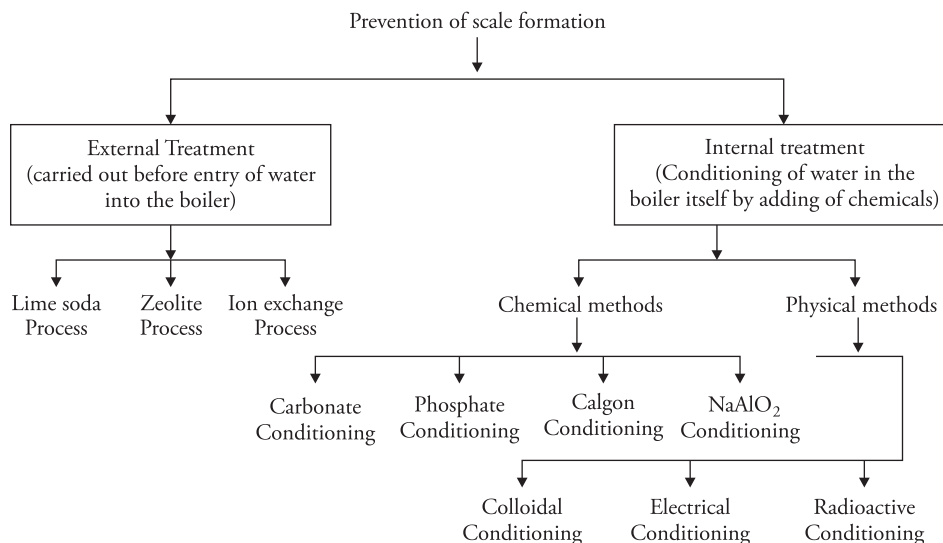 Prevention of scale formation
External Treatment
(carried out before entry of water
into the boiler)
Internal treatment
(Conditioning of water in the
boiler itself by adding of chemicals)
Lime soda
Process
Zeolite
Process
Ion exchange
Process
Chemical methods
Physical methods
Carbonate
Conditioning
Phosphate
Conditioning
Calgon
Conditioning
NaAlO₂
Conditioning
Colloidal
Conditioning
Electrical
Conditioning
Radioactive
Conditioning